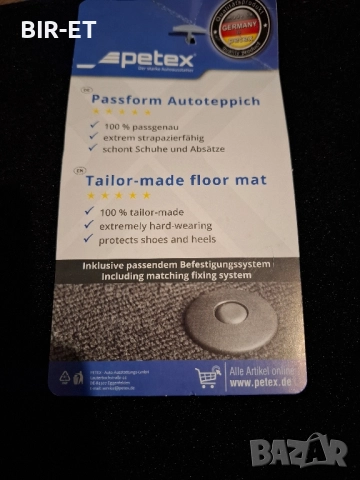 BIR-ET
petex
GERMANY
DE
Passform Autoteppich
100 % passgenau
extrem strapazierfähig
schont Schuhe und Absätze
EN
Tailor-made floor mat
100 % tailor-made
extremely hard-wearing
protects shoes and heels
Inklusive passendem Befestigungssystem
including matching fixing system
Alle Artikel online
www.petex.de
BAZAR